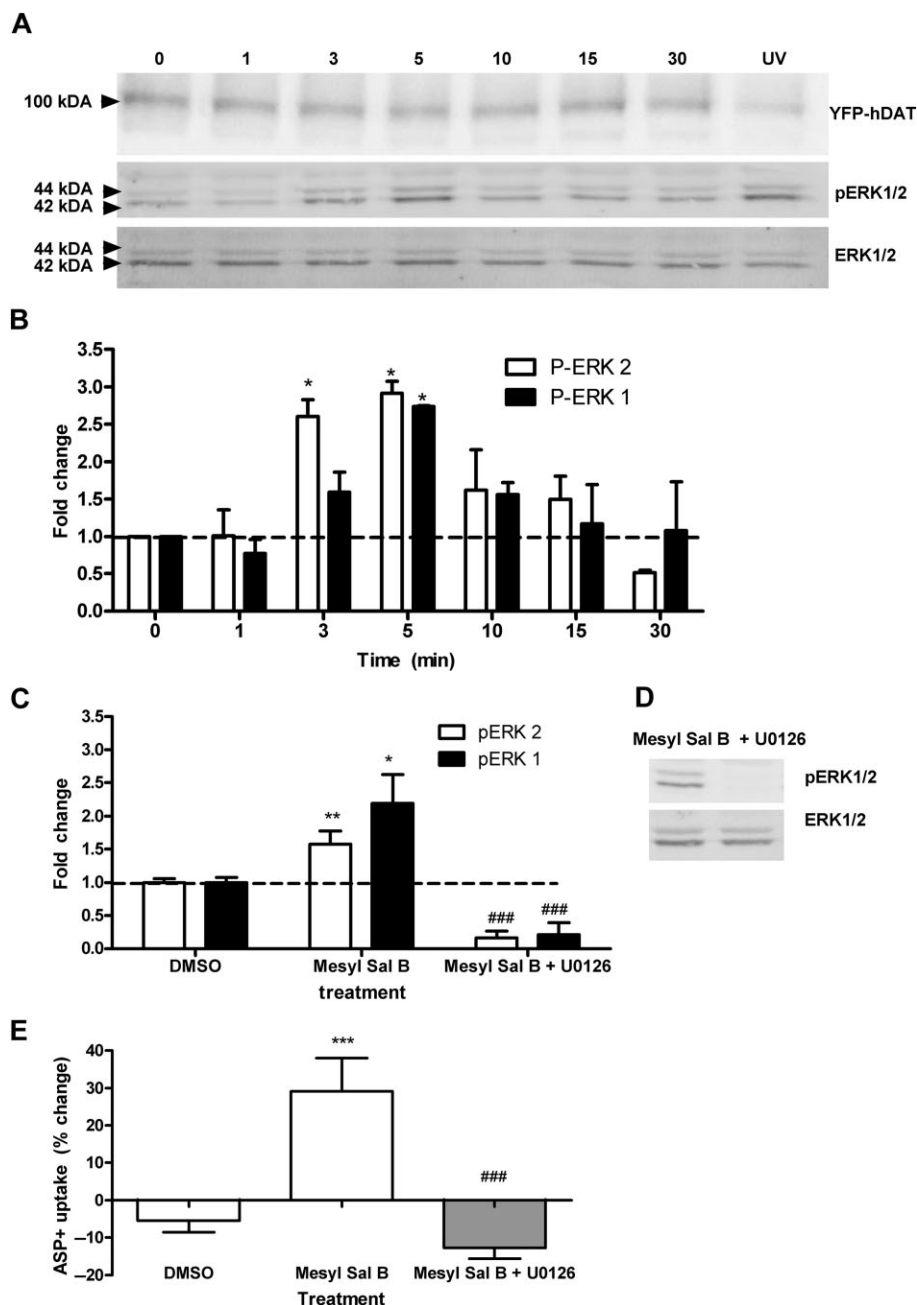 A
0 1 3 5 10 15 30 UV
100 kDA
YFP-hDAT
44 kDA
42 kDA
pERK1/2
44 kDA
42 kDA
ERK1/2
B
Fold change
3.5
3.0
2.5
2.0
1.5
1.0
0.5
0.0
* * *
P-ERK 2
P-ERK 1
0 1 3 5 10 15 30
Time (min)
C
Fold change
3.5
3.0
2.5
2.0
1.5
1.0
0.5
0.0
pERK 2
pERK 1
** *
### ###
DMSO Mesyl Sal B Mesyl Sal B + U0126
treatment
D
Mesyl Sal B + U0126
pERK1/2
ERK1/2
E
ASP+ uptake (% change)
40
30
20
10
0
–10
–20
***
###
DMSO Mesyl Sal B Mesyl Sal B + U0126
Treatment